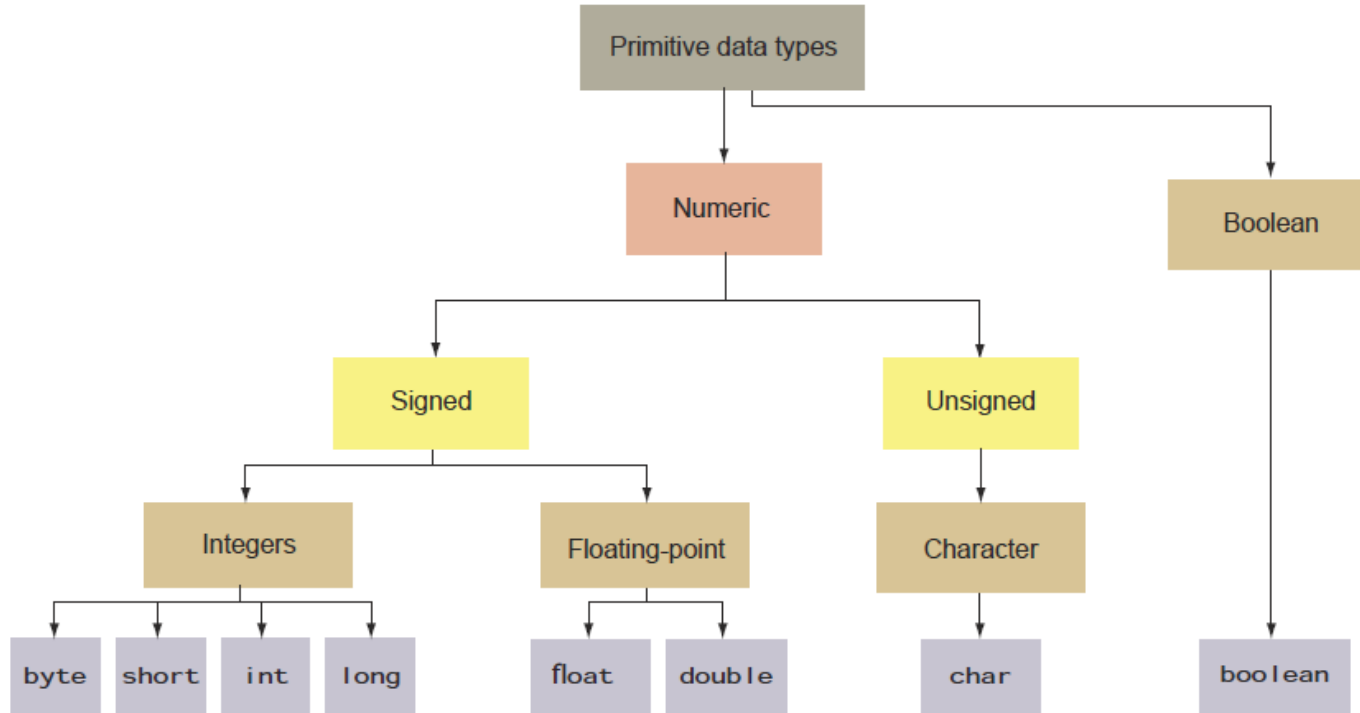 Primitive data types
Numeric
Boolean
Signed
Unsigned
Integers
Floating-point
Character
byte
short
int
long
float
double
char
boolean